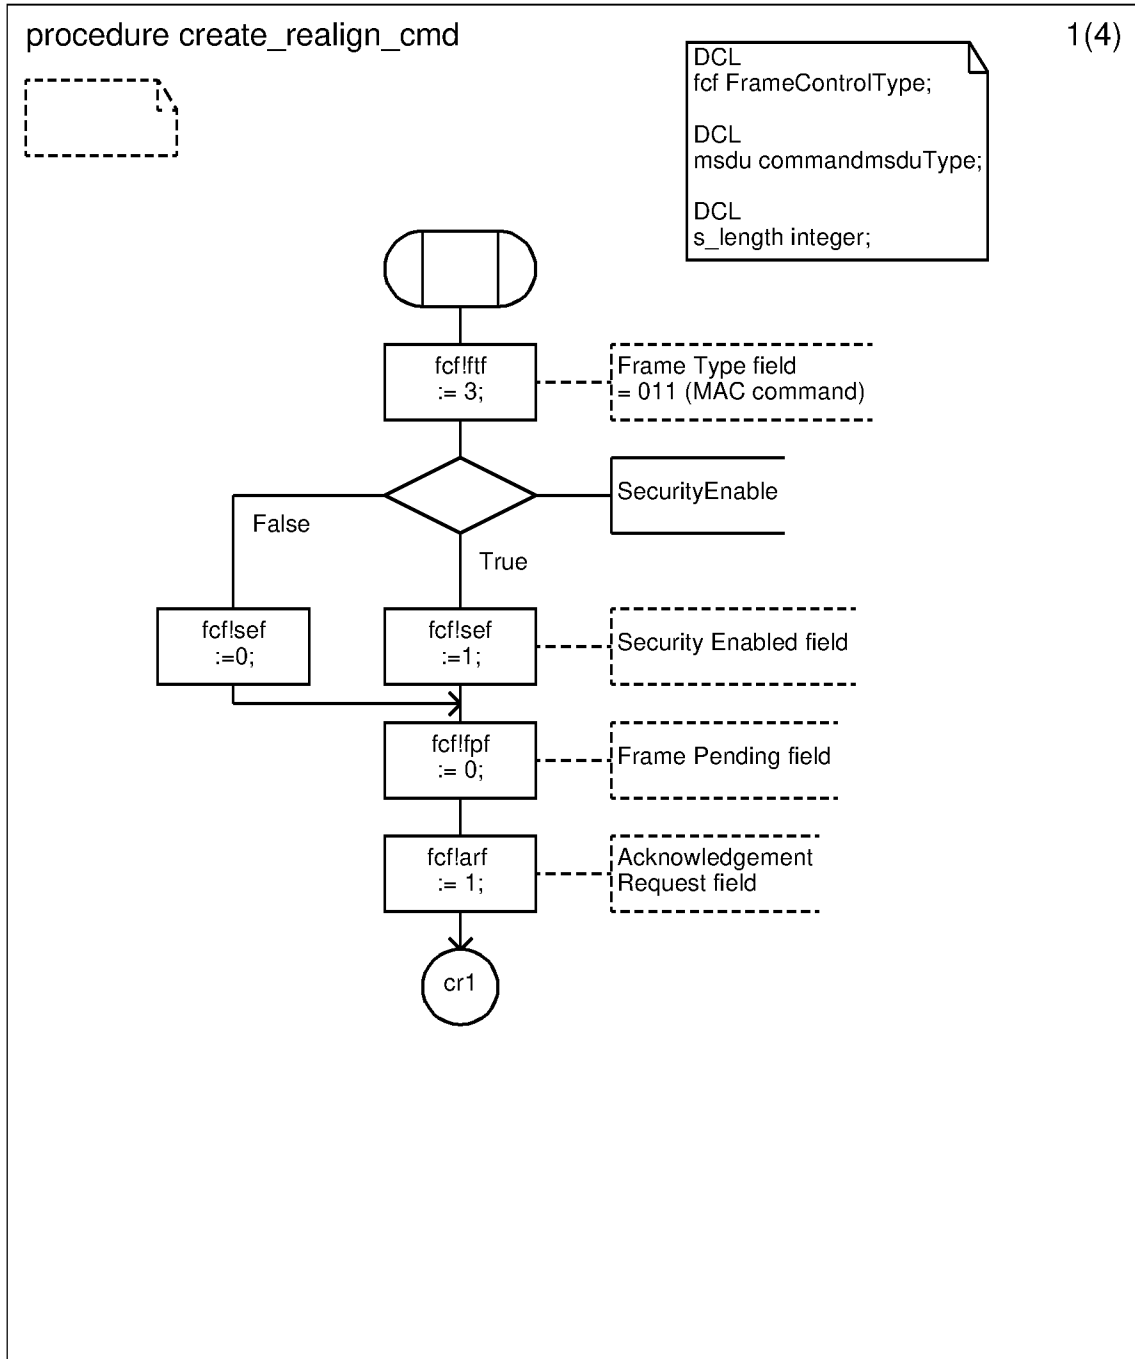 procedure create_realign_cmd
1(4)
DCL
fcf FrameControlType;
DCL
msdu commandmsduType;
DCL
s_length integer;
fcf!ftf
:= 3;
Frame Type field
= 011 (MAC command)
SecurityEnable
False
True
fcf!sef
:=0;
fcf!sef
:=1;
Security Enabled field
fcf!fpf
:= 0;
Frame Pending field
fcf!arf
:= 1;
Acknowledgement
Request field
cr1